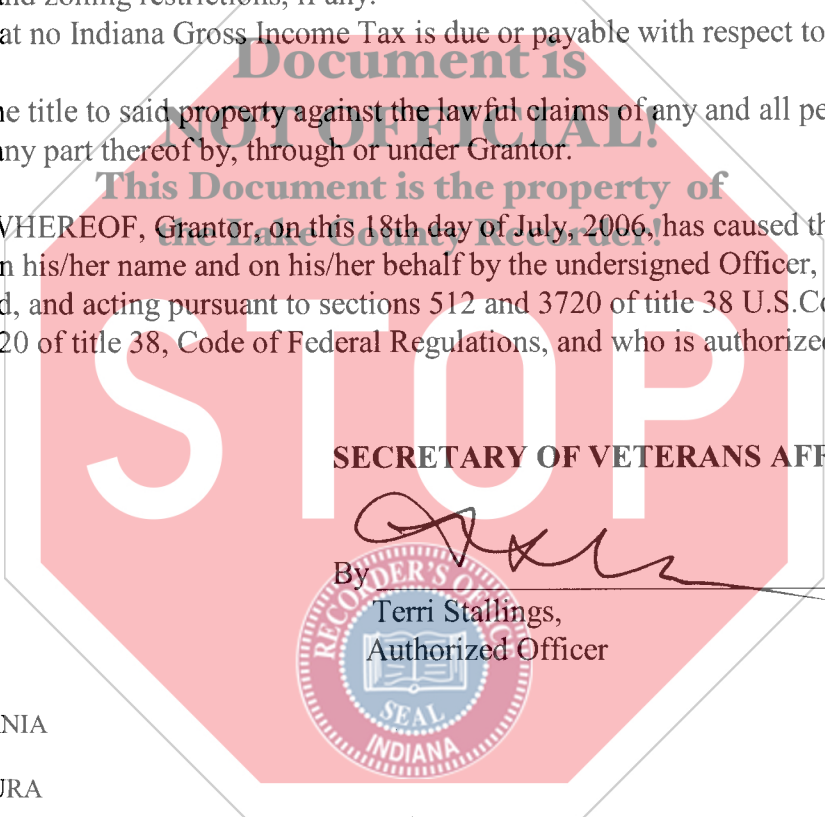 and zoning restrictions, if any.
at no Indiana Gross Income Tax is due or payable with respect to
Document is
he title to said property against the lawful claims of any and all pe
NOT OFFICIAL!
any part thereof by, through or under Grantor.
This Document is the property of
WHEREOF, Grantor, on this 18th day of July, 2006, has caused th
the Lake County Recorder!
n his/her name and on his/her behalf by the undersigned Officer,
d, and acting pursuant to sections 512 and 3720 of title 38 U.S.Co
20 of title 38, Code of Federal Regulations, and who is authorized
STOP
SECRETARY OF VETERANS AFF
By
Terri Stallings,
Authorized Officer
RECORDER'S OFFICE
SEAL
INDIANA
NIA
URA